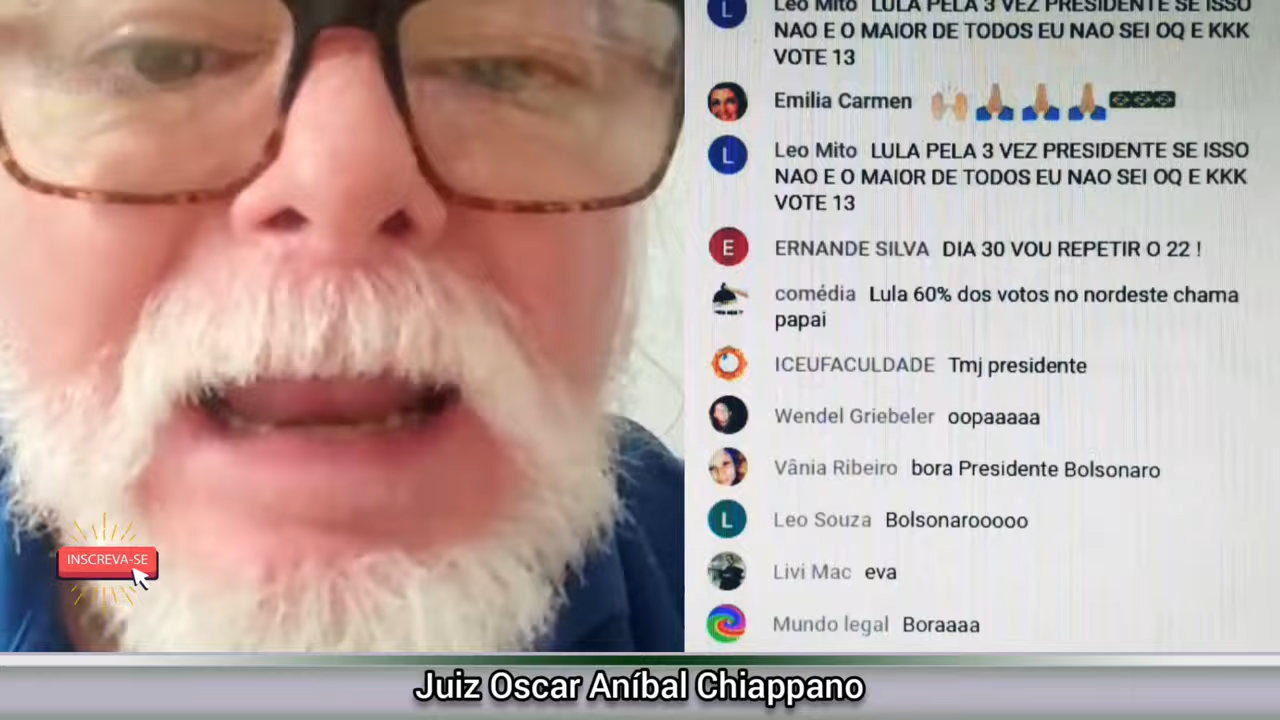 Leo Mito LULA PELA 3 VEZ PRESIDENTE SE ISSO
NAO E O MAIOR DE TODOS EU NAO SEI OQ E KKK
VOTE 13
Emilia Carmen
Leo Mito LULA PELA 3 VEZ PRESIDENTE SE ISSO
NAO E O MAIOR DE TODOS EU NAO SEI OQ E KKK
VOTE 13
E ERNANDE SILVA DIA 30 VOU REPETIR O 22 !
comédia Lula 60% dos votos no nordeste chama
papai
ICEUFACULDADE Tmj presidente
Wendel Griebeler oopaaaaa
Vânia Ribeiro bora Presidente Bolsonaro
L Leo Souza Bolsonarooooo
Livi Mac eva
Mundo legal Boraaaa
INSCREVA-SE
Juiz Oscar Aníbal Chiappano